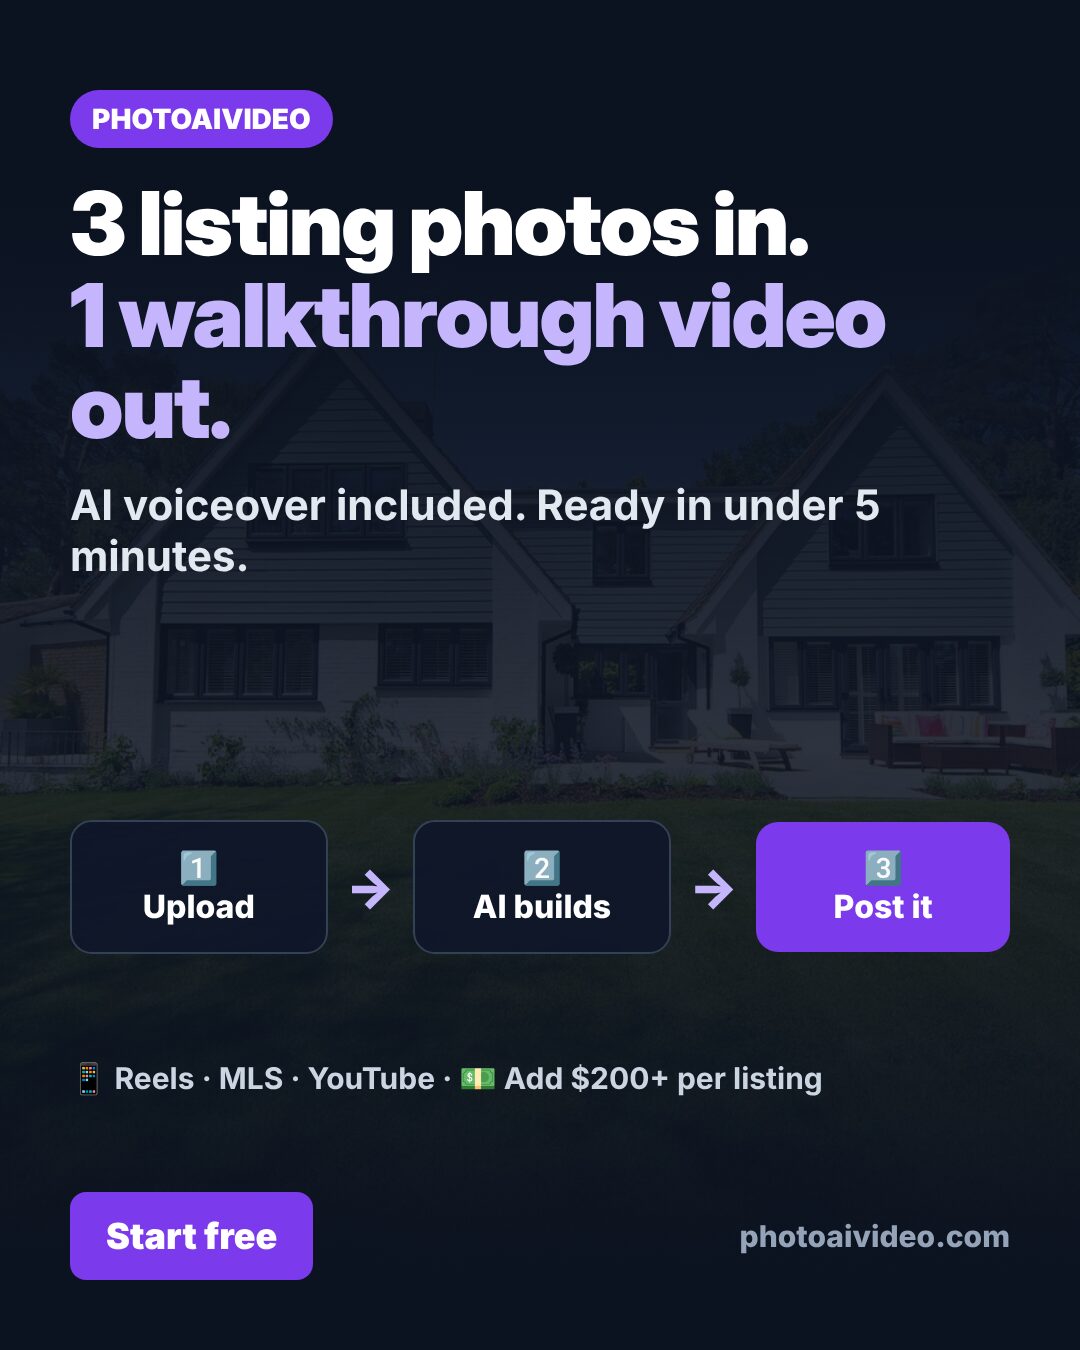 PHOTOAIVIDEO
3 listing photos in.
1 walkthrough video
out.
AI voiceover included. Ready in under 5
minutes.
1️⃣
Upload
→
2️⃣
AI builds
→
3️⃣
Post it
📱 Reels · MLS · YouTube · 💵 Add $200+ per listing
Start free
photoaivideo.com